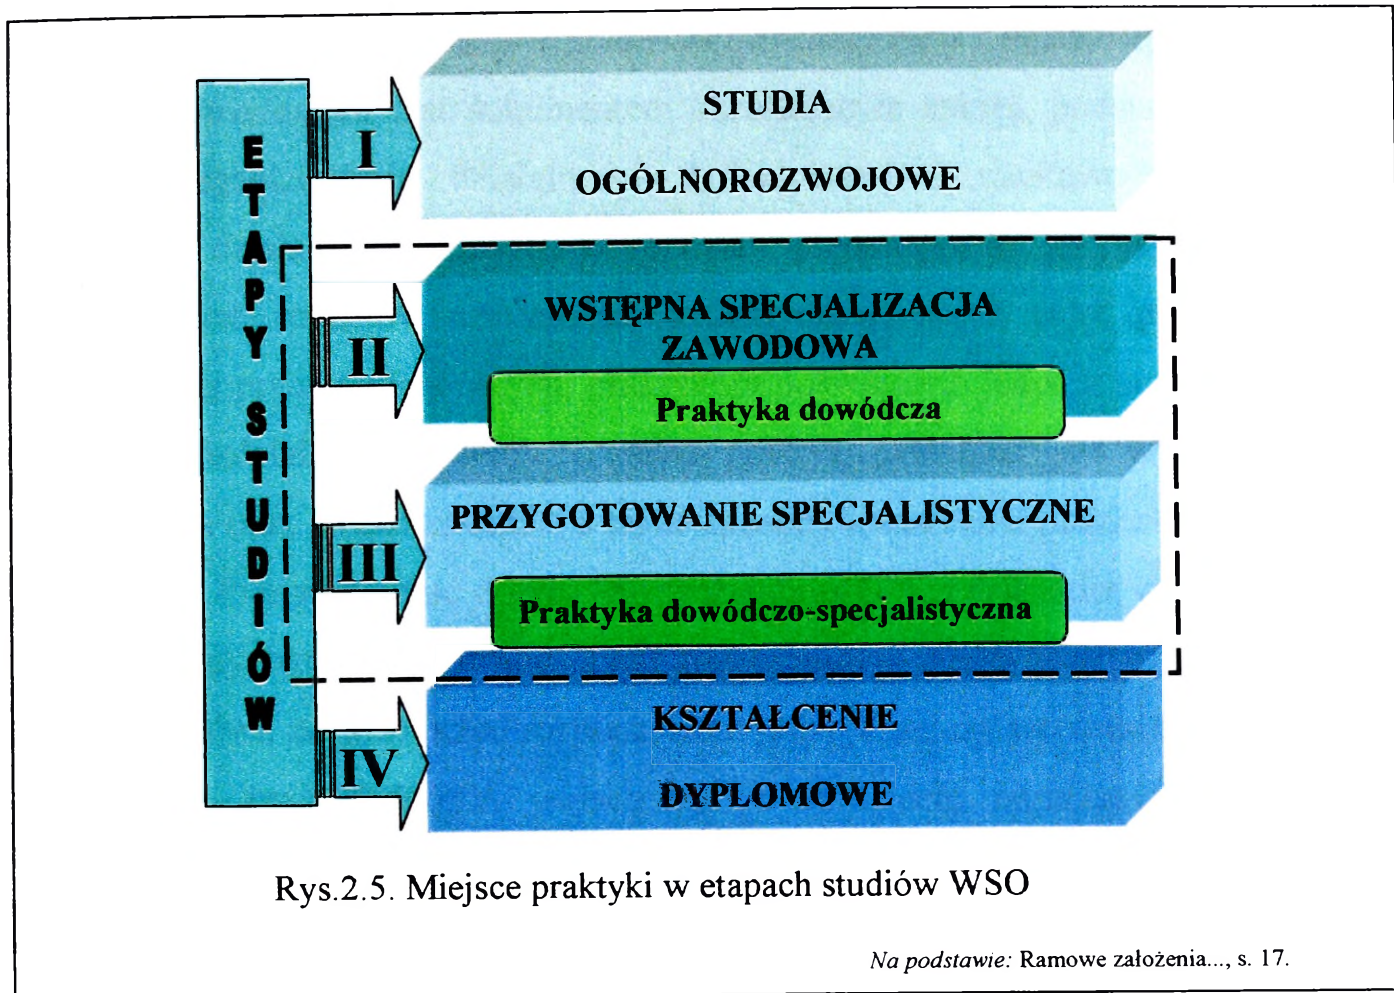 ETAPY STUDIÓW
I
STUDIA
OGÓLNOROZWOJOWE
II
WSTĘPNA SPECJALIZACJA
ZAWODOWA
Praktyka dowódcza
III
PRZYGOTOWANIE SPECJALISTYCZNE
Praktyka dowódczo-specjalistyczna
IV
KSZTAŁCENIE
DYPLOMOWE
Rys.2.5. Miejsce praktyki w etapach studiów WSO
Na podstawie: Ramowe założenia..., s. 17.